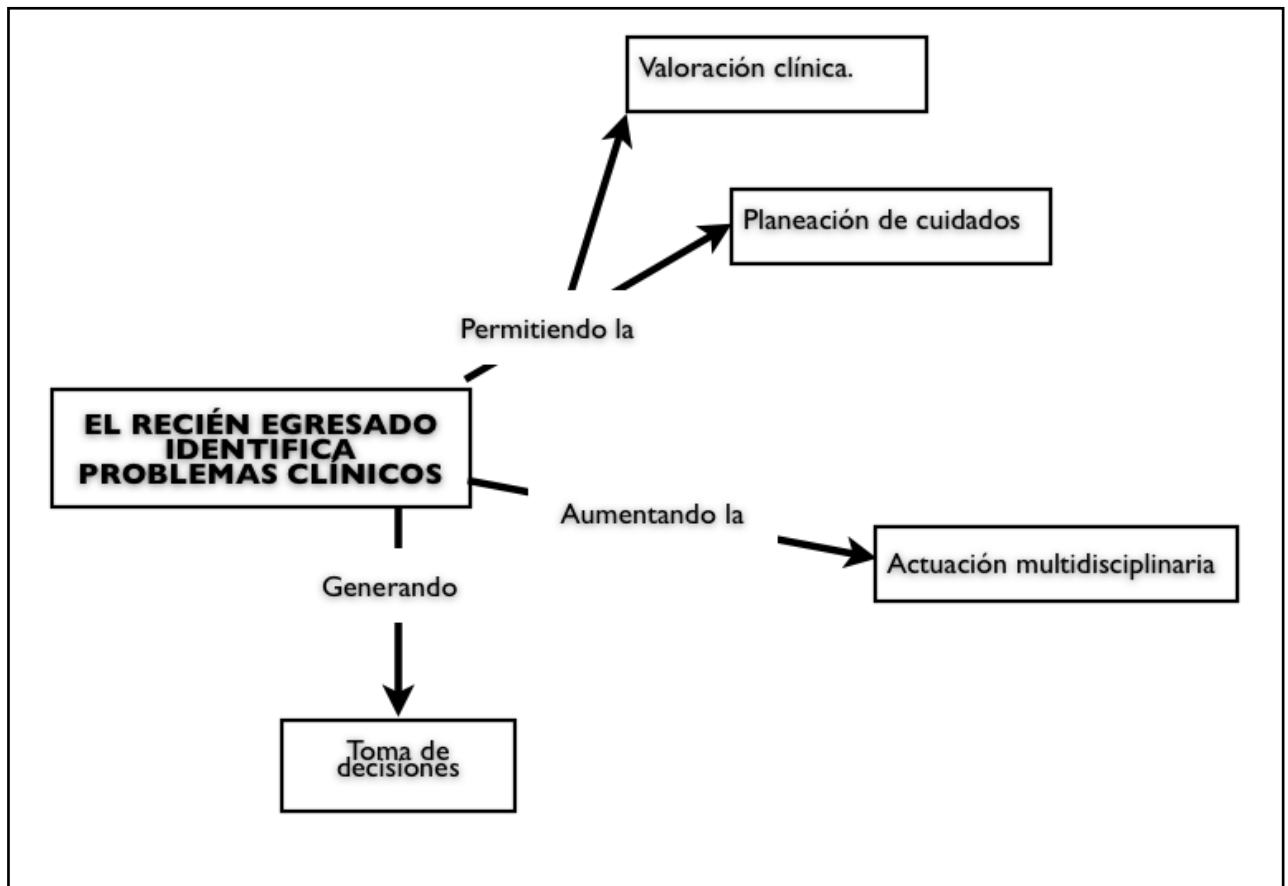 Valoración clínica.
Planeación de cuidados
Permitiendo la
EL RECIÉN EGRESADO
IDENTIFICA
PROBLEMAS CLÍNICOS
Aumentando la
Actuación multidisciplinaria
Generando
Toma de
decisiones